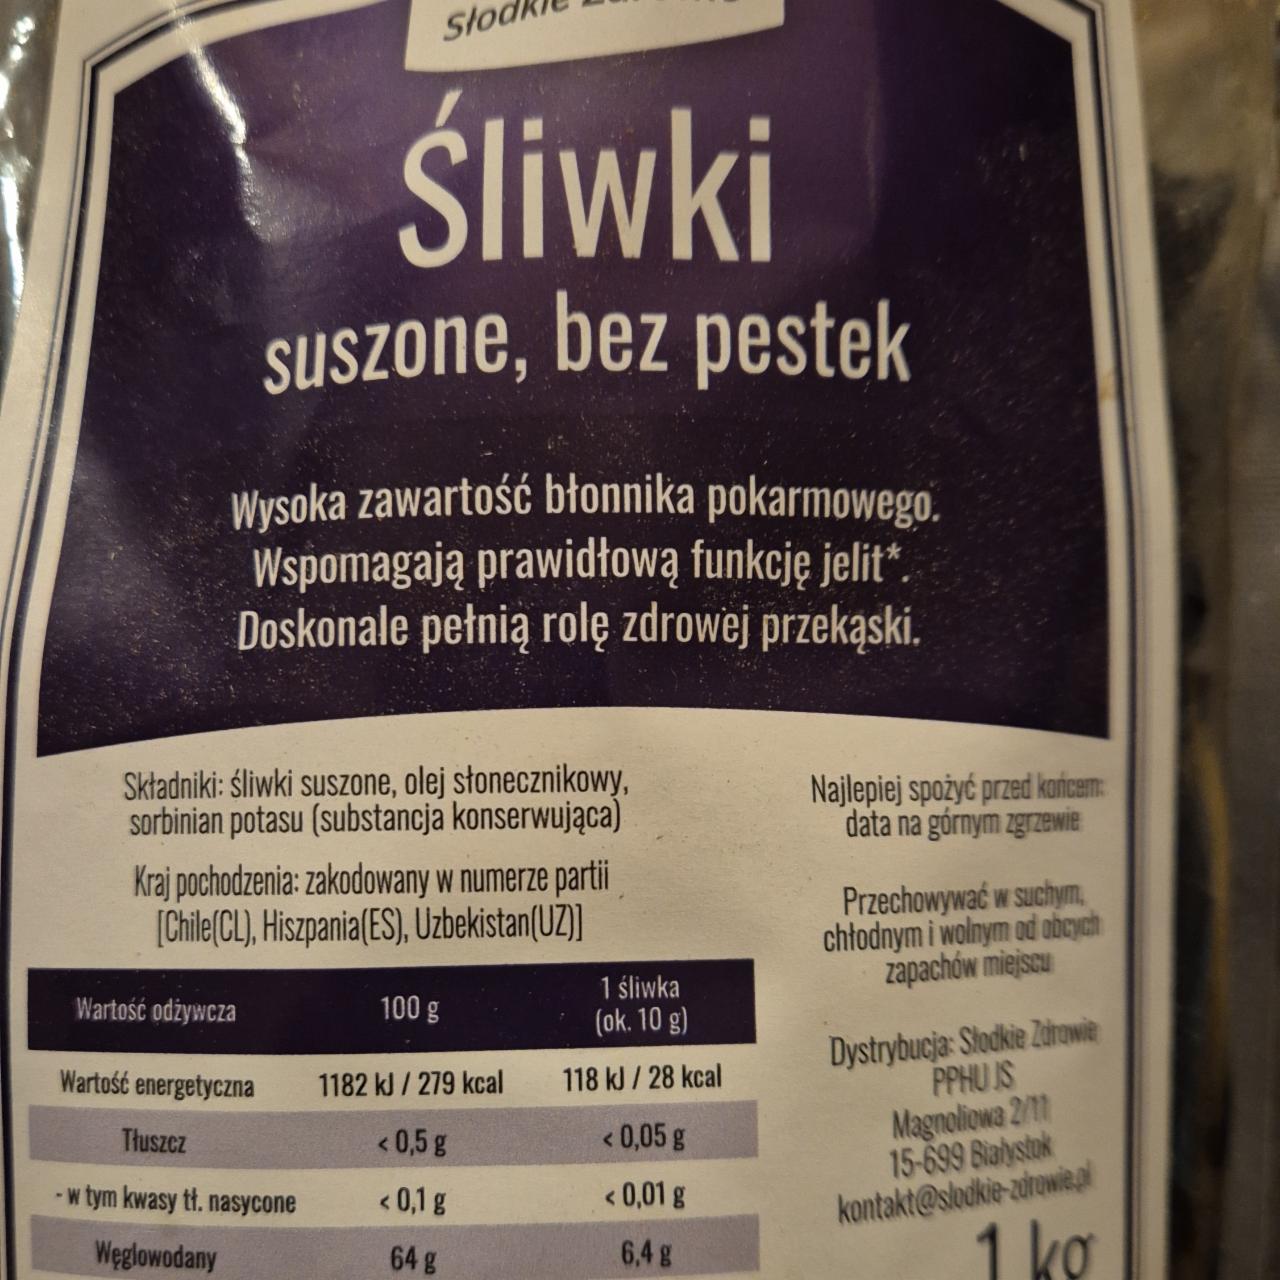 Słodkie
Śliwki
suszone, bez pestek
Wysoka zawartość błonnika pokarmowego.
Wspomagają prawidłową funkcję jelit*.
Doskonale pełnią rolę zdrowej przekąski.
Składniki: śliwki suszone, olej słonecznikowy,
sorbinian potasu (substancja konserwująca)
Kraj pochodzenia: zakodowany w numerze partii
[Chile(CL), Hiszpania(ES), Uzbekistan(UZ)]
Wartość odżywcza 100 g 1 śliwka (ok. 10 g)
Wartość energetyczna 1182 kJ / 279 kcal 118 kJ / 28 kcal
Tłuszcz < 0,5 g < 0,05 g
- w tym kwasy tł. nasycone < 0,1 g < 0,01 g
Węglowodany 64 g 6,4 g
Najlepiej spożyć przed końcem:
data na górnym zgrzewie
Przechowywać w suchym,
chłodnym i wolnym od obcych
zapachów miejscu
Dystrybucja: Słodkie Zdrowie
PPHU JS
Magnoliowa 2/11
15-699 Białystok
kontakt@slodkie-zdrowie.pl
1 kg